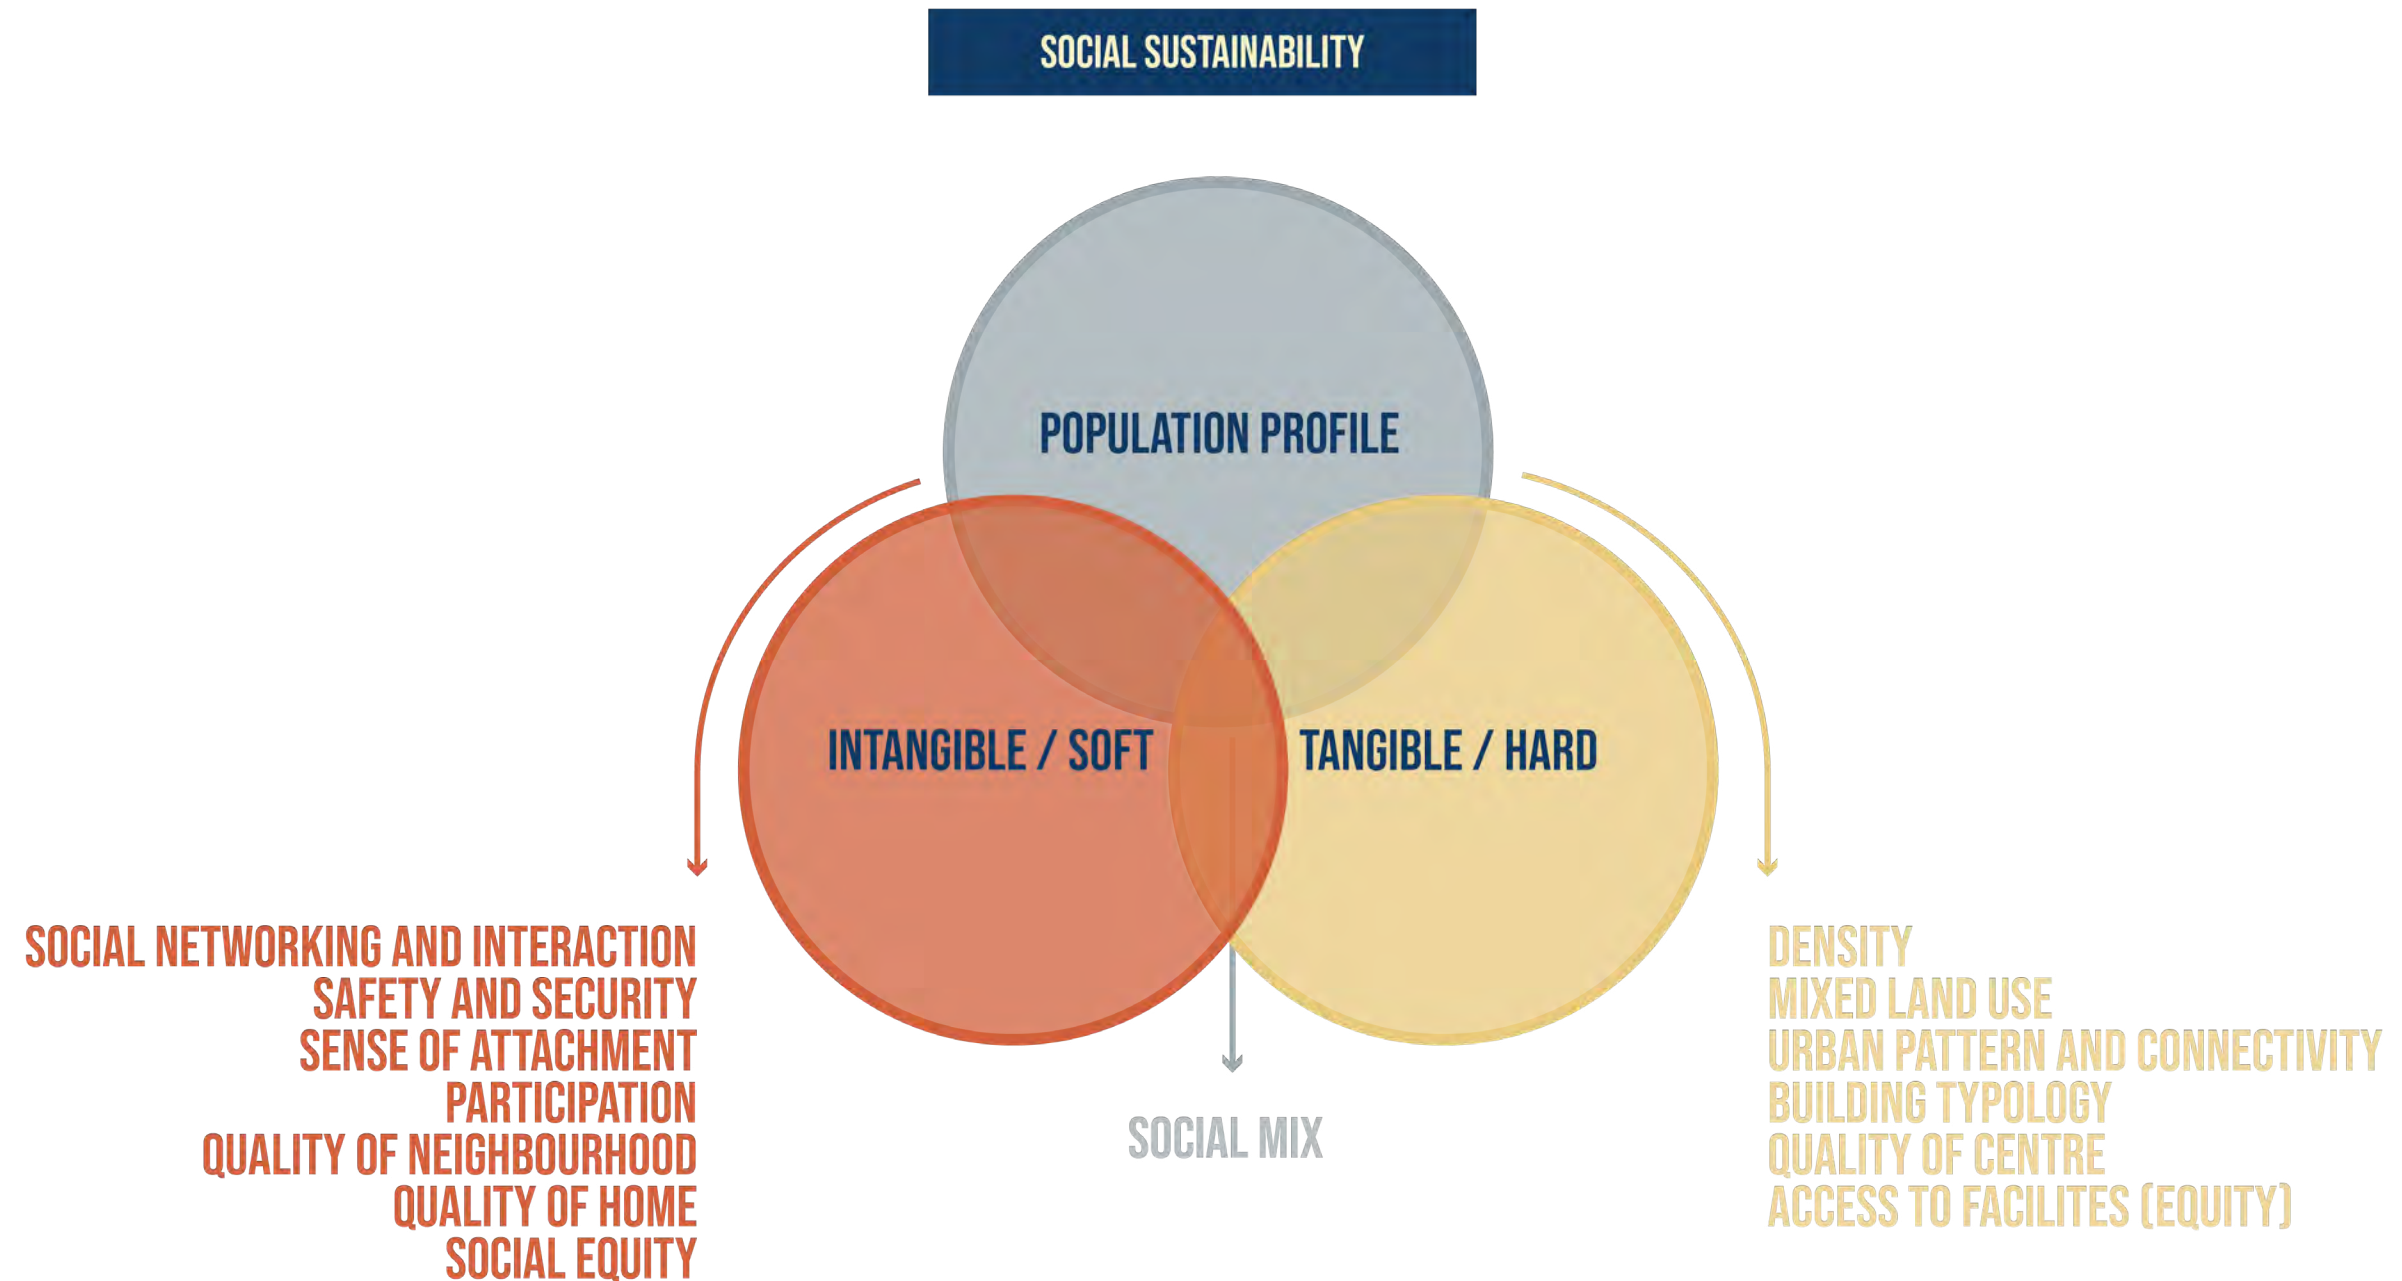 SOCIAL SUSTAINABILITY
POPULATION PROFILE
INTANGIBLE / SOFT
TANGIBLE / HARD
SOCIAL NETWORKING AND INTERACTION
SAFETY AND SECURITY
SENSE OF ATTACHMENT
PARTICIPATION
QUALITY OF NEIGHBOURHOOD
QUALITY OF HOME
SOCIAL EQUITY
SOCIAL MIX
DENSITY
MIXED LAND USE
URBAN PATTERN AND CONNECTIVITY
BUILDING TYPOLOGY
QUALITY OF CENTRE
ACCESS TO FACILITES (EQUITY)